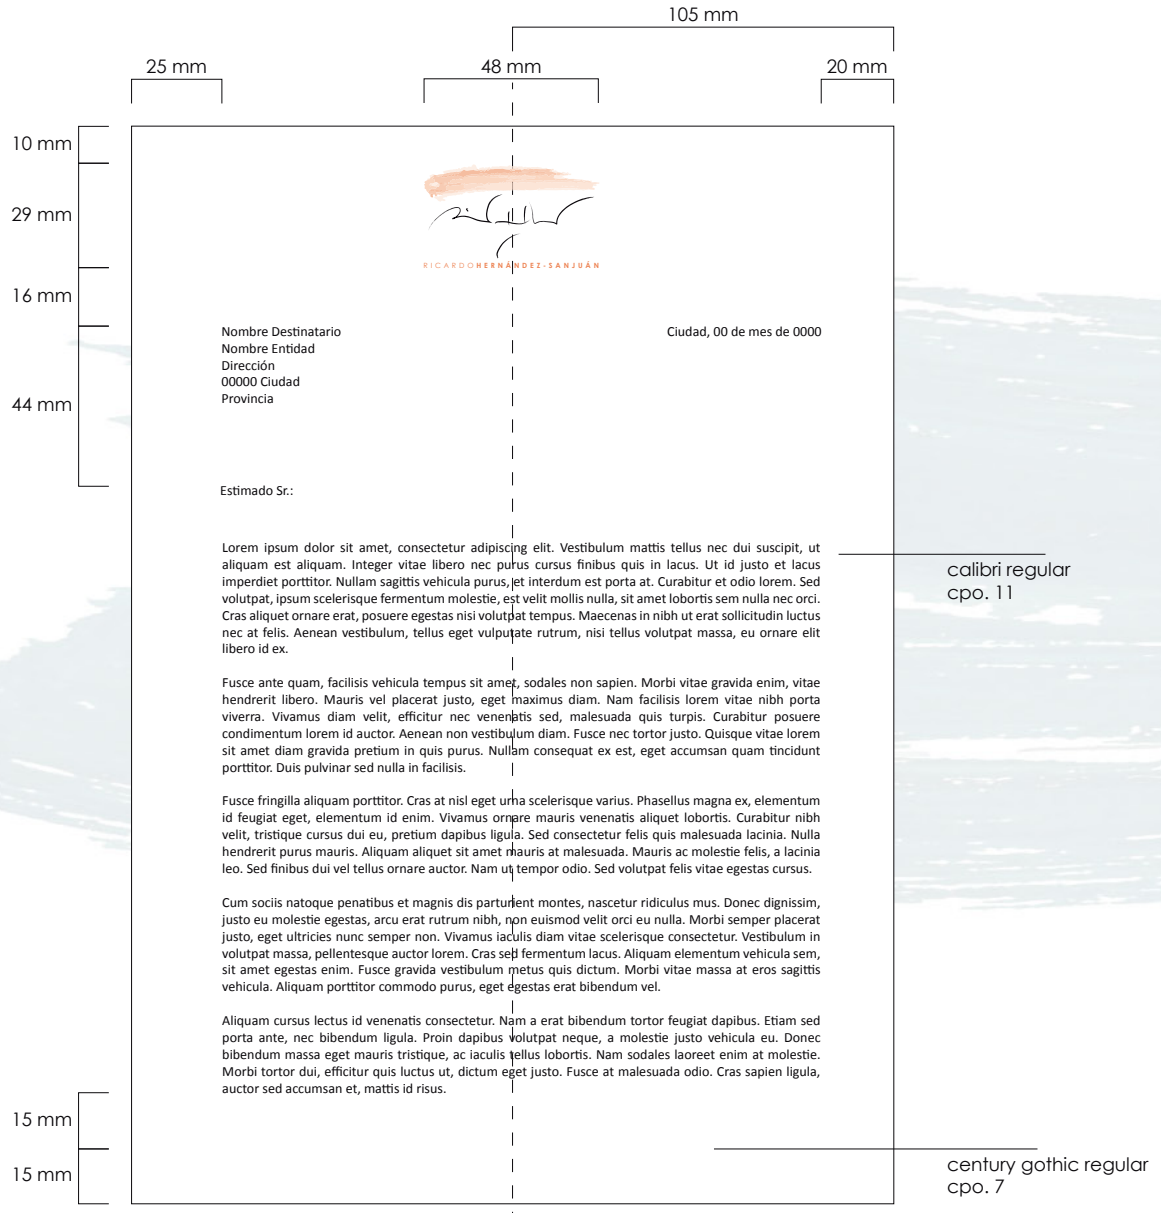 105 mm
25 mm
48 mm
20 mm
10 mm
29 mm
16 mm
44 mm
RICARDOHERNÁNDEZ-SANJUÁN
Nombre Destinatario
Ciudad, 00 de mes de 0000
Nombre Entidad
Dirección
00000 Ciudad
Provincia
Estimado Sr.:
Lorem ipsum dolor sit amet, consectetur adipiscing elit. Vestibulum mattis tellus nec dui suscipit, ut
aliquam est aliquam. Integer vitae libero nec purus cursus finibus quis in lacus. Ut id justo et lacus
imperdiet porttitor. Nullam sagittis vehicula purus, et interdum est porta at. Curabitur et odio lorem. Sed
volutpat, ipsum scelerisque fermentum molestie, est velit mollis nulla, sit amet lobortis sem nulla nec orci.
Cras aliquet ornare erat, posuere egestas nisi volutpat tempus. Maecenas in nibh ut erat sollicitudin luctus
nec at felis. Aenean vestibulum, tellus eget vulputate rutrum, nisi tellus volutpat massa, eu ornare elit
libero id ex.
calibri regular
cpo. 11
Fusce ante quam, facilisis vehicula tempus sit amet, sodales non sapien. Morbi vitae gravida enim, vitae
hendrerit libero. Mauris vel placerat justo, eget maximus diam. Nam facilisis lorem vitae nibh porta
viverra. Vivamus diam velit, efficitur nec venenatis sed, malesuada quis turpis. Curabitur posuere
condimentum lorem id auctor. Aenean non vestibulum diam. Fusce nec tortor justo. Quisque vitae lorem
sit amet diam gravida pretium in quis purus. Nullam consequat ex est, eget accumsan quam tincidunt
porttitor. Duis pulvinar sed nulla in facilisis.
Fusce fringilla aliquam porttitor. Cras at nisl eget urna scelerisque varius. Phasellus magna ex, elementum
id feugiat eget, elementum id enim. Vivamus ornare mauris venenatis aliquet lobortis. Curabitur nibh
velit, tristique cursus dui eu, pretium dapibus ligula. Sed consectetur felis quis malesuada lacinia. Nulla
hendrerit purus mauris. Aliquam aliquet sit amet mauris at malesuada. Mauris ac molestie felis, a lacinia
leo. Sed finibus dui vel tellus ornare auctor. Nam ut tempor odio. Sed volutpat felis vitae egestas cursus.
Cum sociis natoque penatibus et magnis dis parturient montes, nascetur ridiculus mus. Donec dignissim,
justo eu molestie egestas, arcu erat rutrum nibh, non euismod velit orci eu nulla. Morbi semper placerat
justo, eget ultricies nunc semper non. Vivamus iaculis diam vitae scelerisque consectetur. Vestibulum in
volutpat massa, pellentesque auctor lorem. Cras sed fermentum lacus. Aliquam elementum vehicula sem,
sit amet egestas enim. Fusce gravida vestibulum metus quis dictum. Morbi vitae massa at eros sagittis
vehicula. Aliquam porttitor commodo purus, eget egestas erat bibendum vel.
Aliquam cursus lectus id venenatis consectetur. Nam a erat bibendum tortor feugiat dapibus. Etiam sed
porta ante, nec bibendum ligula. Proin dapibus volutpat neque, a molestie justo vehicula eu. Donec
bibendum massa eget mauris tristique, ac iaculis tellus lobortis. Nam sodales laoreet enim at molestie.
Morbi tortor dui, efficitur quis luctus ut, dictum eget justo. Fusce at malesuada odio. Cras sapien ligula,
auctor sed accumsan et, mattis id risus.
15 mm
15 mm
century gothic regular
cpo. 7